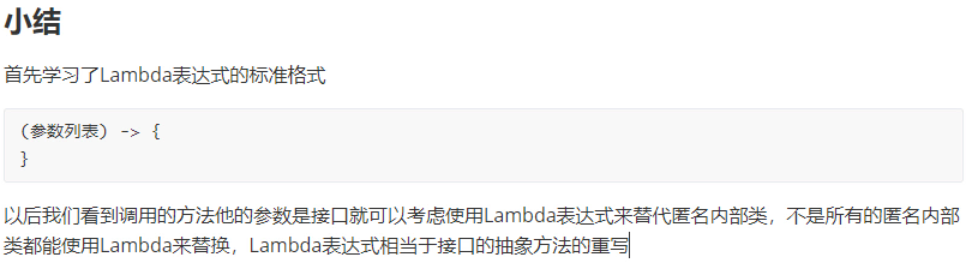 小结
首先学习了Lambda表达式的标准格式
(参数列表) -> {
}
以后我们看到调用的方法他的参数是接口就可以考虑使用Lambda表达式来替代匿名内部类，不是所有的匿名内部
类都能使用Lambda来替换，Lambda表达式相当于接口的抽象方法的重写